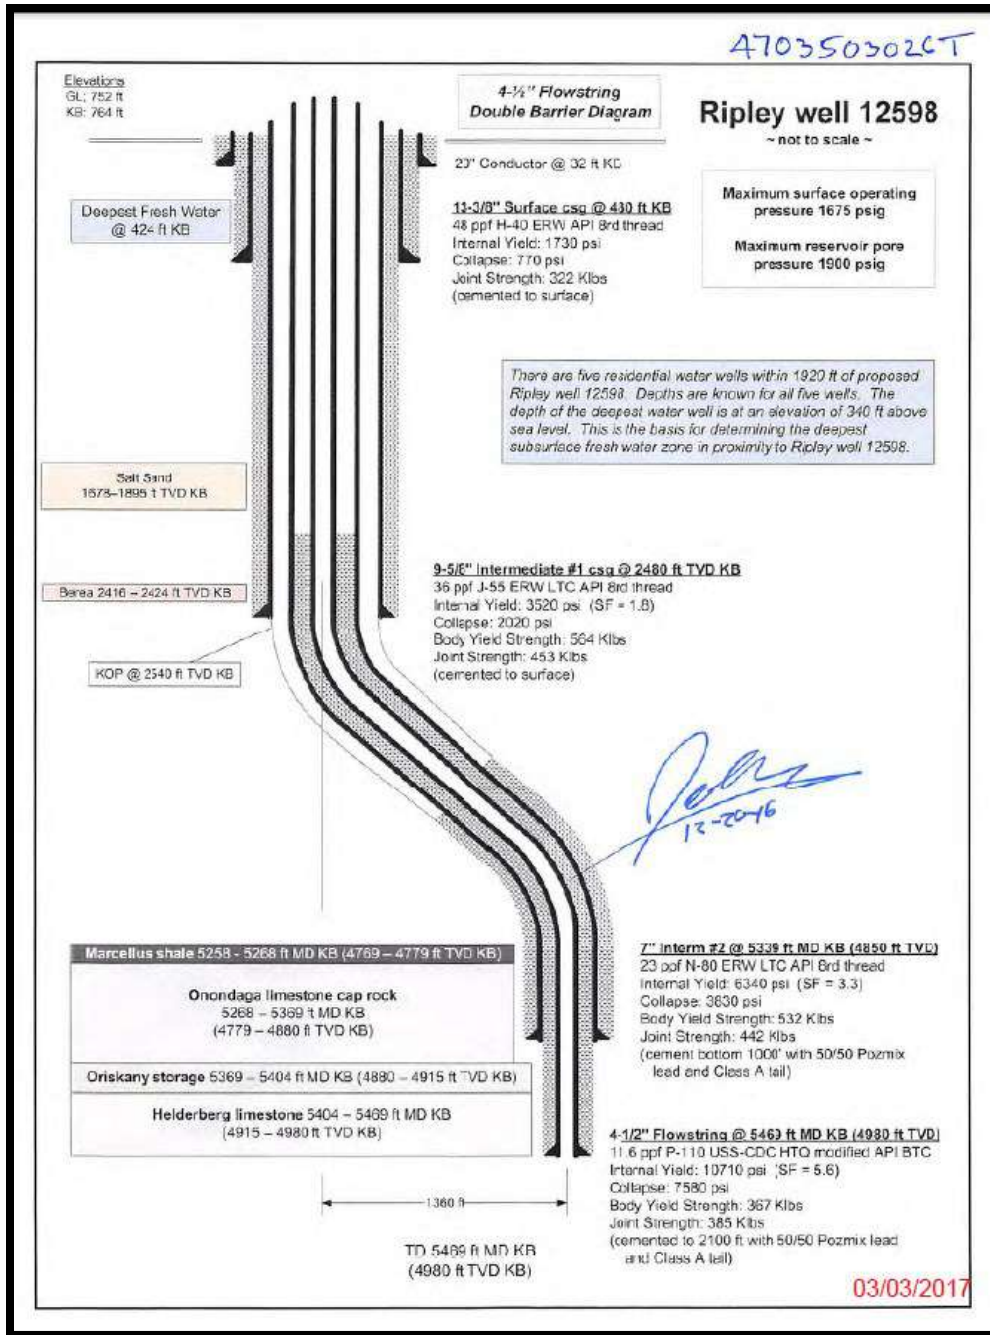 4703503026T
Elevations
GL: 752 ft
KB: 764 ft
4-½" Flowstring
Double Barrier Diagram
Ripley well 12598
~ not to scale ~
20" Conductor @ 32 ft KB
Maximum surface operating
pressure 1675 psig
Maximum reservoir pore
pressure 1900 psig
Deepest Fresh Water
@ 424 ft KB
13-3/8" Surface csg @ 480 ft KB
48 ppf H-40 ERW API 8rd thread
Internal Yield: 1730 psi
Collapse: 770 psi
Joint Strength: 322 Klbs
(cemented to surface)
There are five residential water wells within 1920 ft of proposed
Ripley well 12598. Depths are known for all five wells. The
depth of the deepest water well is at an elevation of 340 ft above
sea level. This is the basis for determining the deepest
subsurface fresh water zone in proximity to Ripley well 12598.
Salt Sand
1678–1895 ft TVD KB
Berea 2416 – 2424 ft TVD KB
KOP @ 2540 ft TVD KB
9-5/8" Intermediate #1 csg @ 2480 ft TVD KB
36 ppf J-55 ERW LTC API 8rd thread
Internal Yield: 3520 psi (SF = 1.8)
Collapse: 2020 psi
Body Yield Strength: 564 Klbs
Joint Strength: 453 Klbs
(cemented to surface)
12-20-16
Marcellus shale 5258 - 5268 ft MD KB (4769 – 4779 ft TVD KB)
Onondaga limestone cap rock
5268 – 5369 ft MD KB
(4779 – 4880 ft TVD KB)
Oriskany storage 5369 – 5404 ft MD KB (4880 – 4915 ft TVD KB)
Helderberg limestone 5404 – 5469 ft MD KB
(4915 – 4980 ft TVD KB)
7" Interm #2 @ 5339 ft MD KB (4850 ft TVD)
23 ppf N-80 ERW LTC API 8rd thread
Internal Yield: 6340 psi (SF = 3.3)
Collapse: 3830 psi
Body Yield Strength: 532 Klbs
Joint Strength: 442 Klbs
(cement bottom 1000' with 50/50 Pozmix
lead and Class A tail)
4-1/2" Flowstring @ 5469 ft MD KB (4980 ft TVD)
11.6 ppf P-110 USS-CDC HTQ modified API BTC
Internal Yield: 10710 psi (SF = 5.6)
Collapse: 7580 psi
Body Yield Strength: 367 Klbs
Joint Strength: 385 Klbs
(cemented to 2100 ft with 50/50 Pozmix lead
and Class A tail)
1360 ft
TD 5469 ft MD KB
(4980 ft TVD KB)
03/03/2017